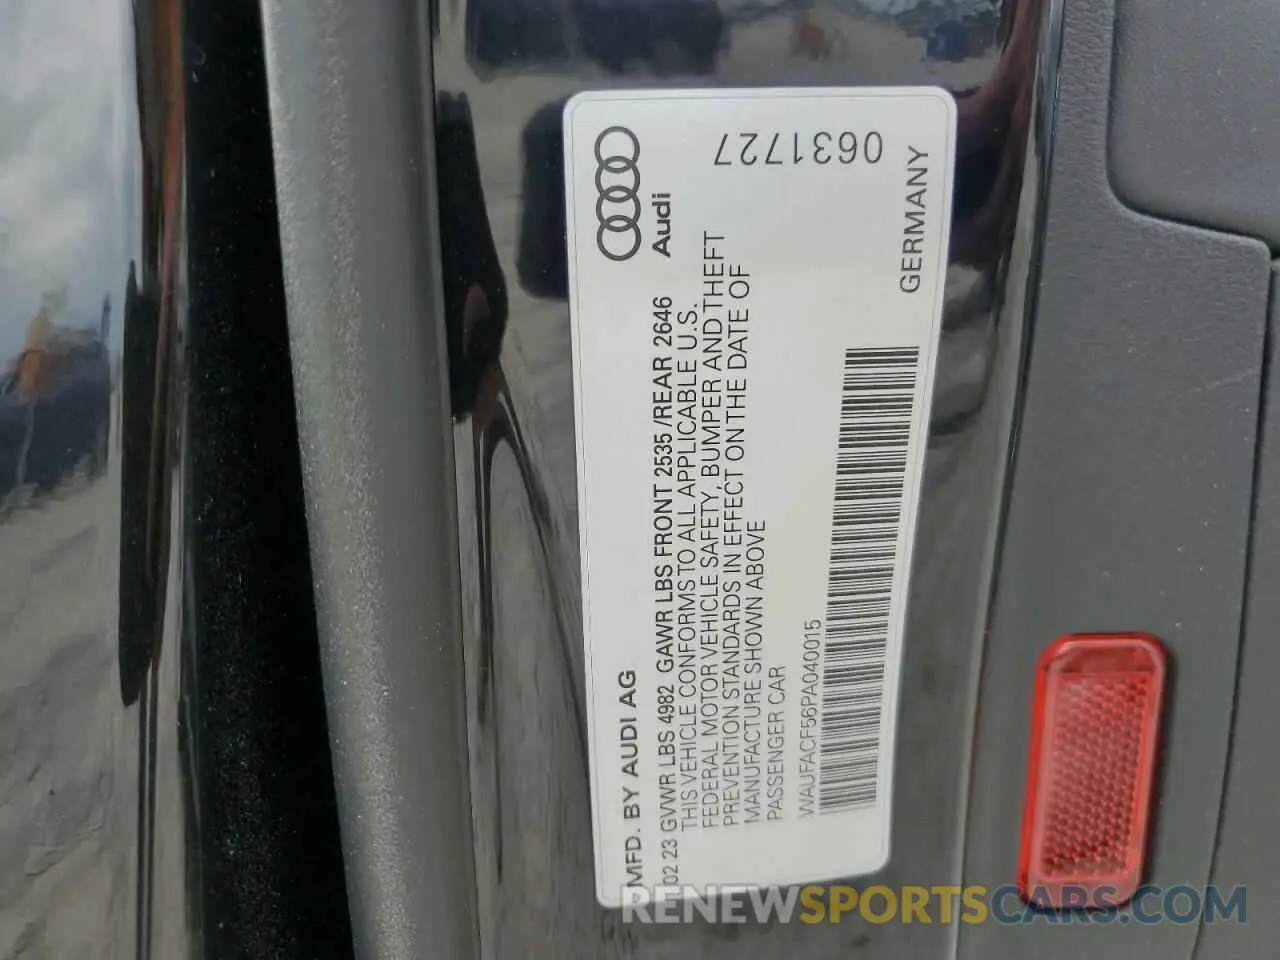 Audi
0631727
GERMANY
MFD. BY AUDI AG
02 23 GVWR LBS 4982 GAWR LBS FRONT 2535 /REAR 2646
THIS VEHICLE CONFORMS TO ALL APPLICABLE U.S.
FEDERAL MOTOR VEHICLE SAFETY, BUMPER AND THEFT
PREVENTION STANDARDS IN EFFECT ON THE DATE OF
MANUFACTURE SHOWN ABOVE
PASSENGER CAR
WAUFACF56PA040015
RENEWSPORTSCARS.COM